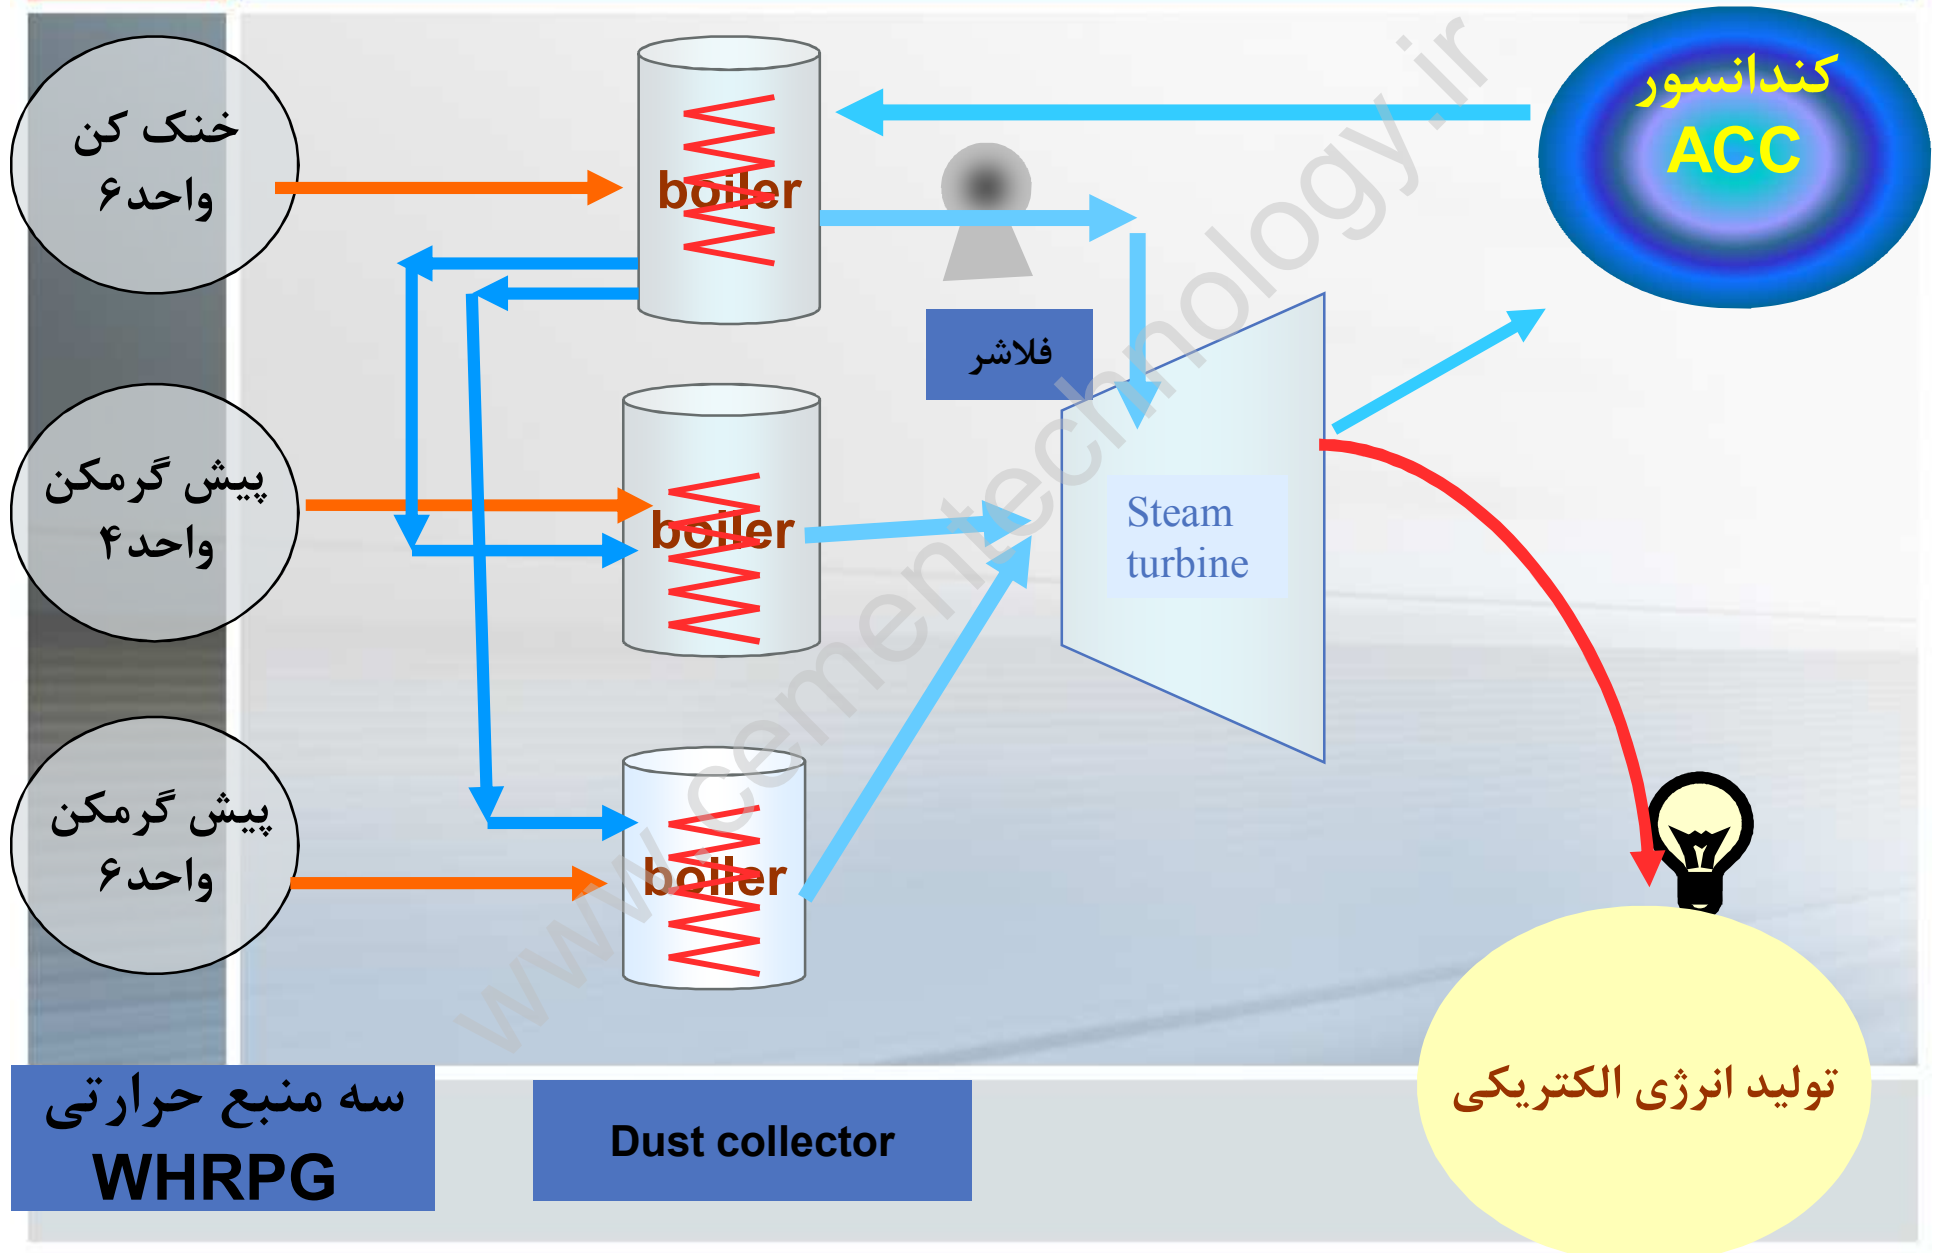 خنک کن
واحد۶
boiler
کندانسور
ACC
فلاشر
پیش گرمکن
واحد۴
boiler
Steam
turbine
پیش گرمکن
واحد۶
boiler
سه منبع حرارتی
WHRPG
Dust collector
تولید انرژی الکتریکی
www.cementechnology.ir